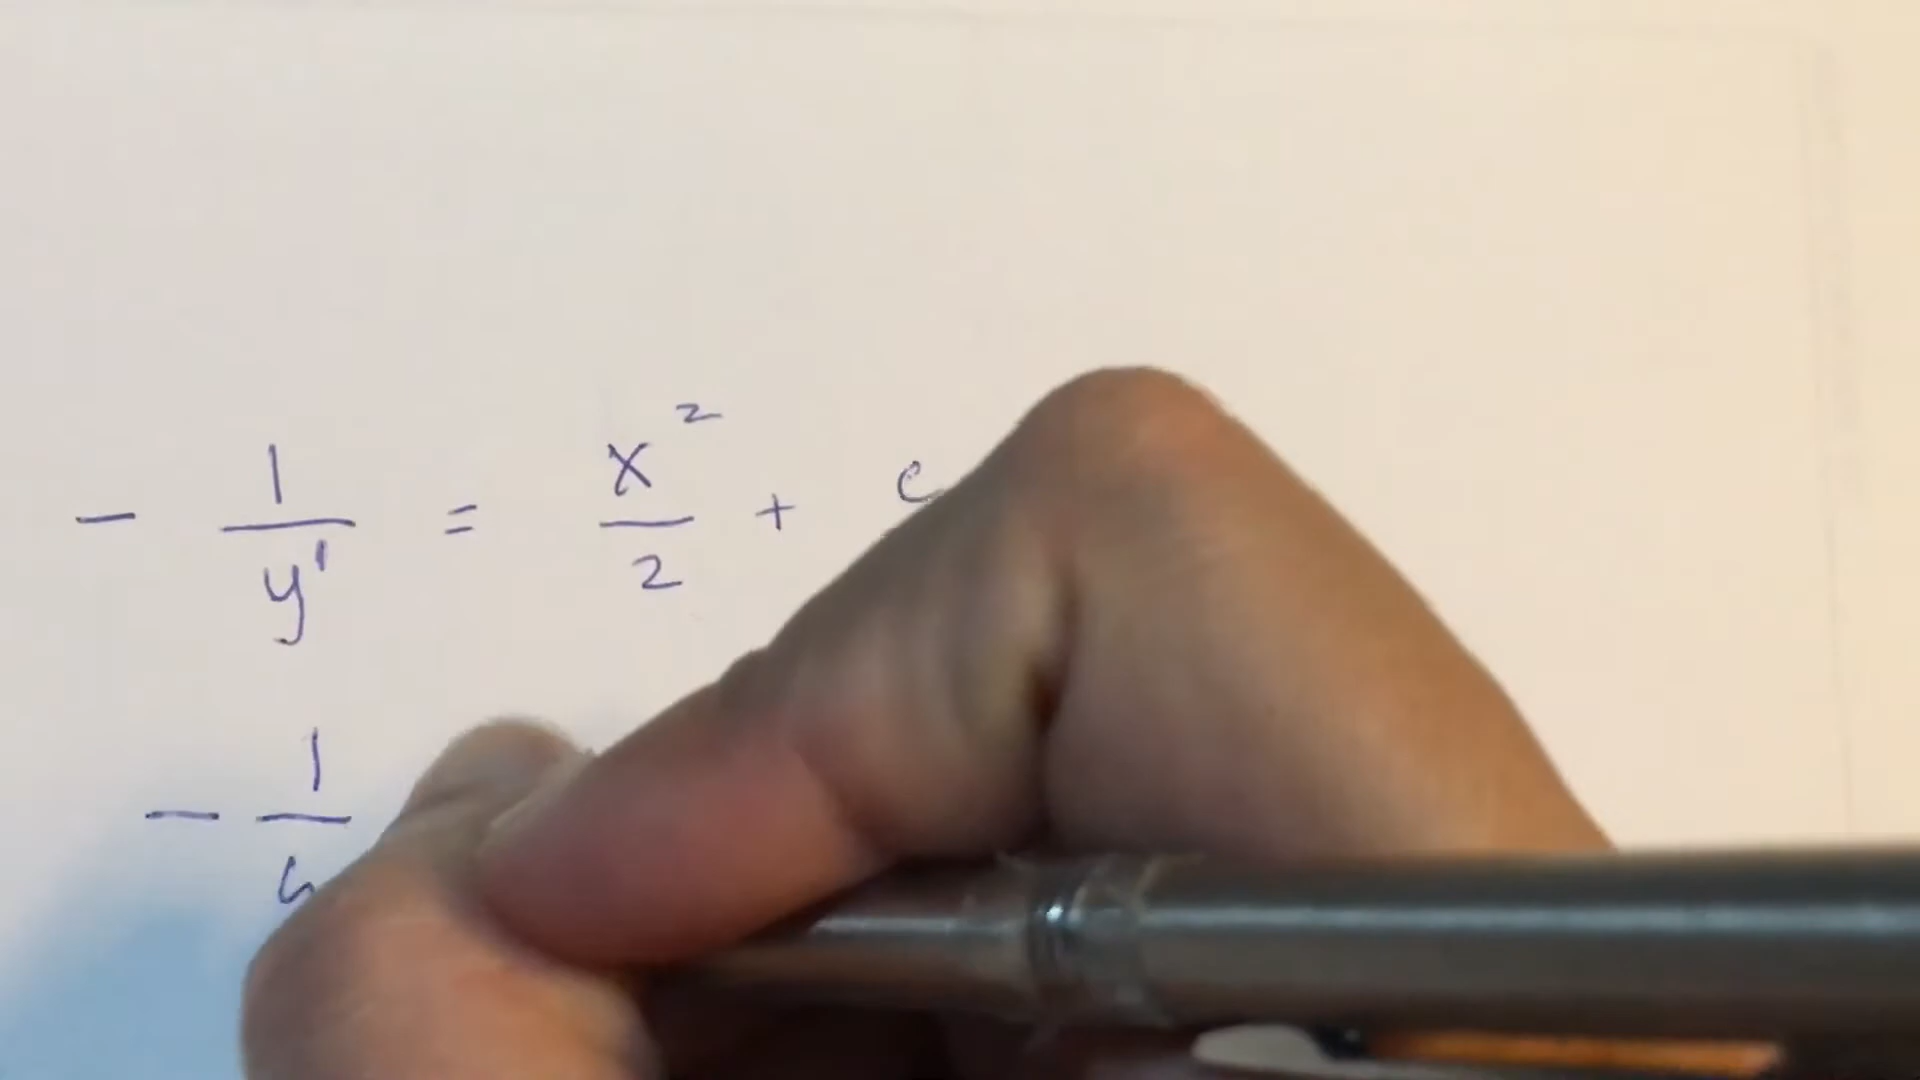 - 1/y' = x²/2 + c
- 1/